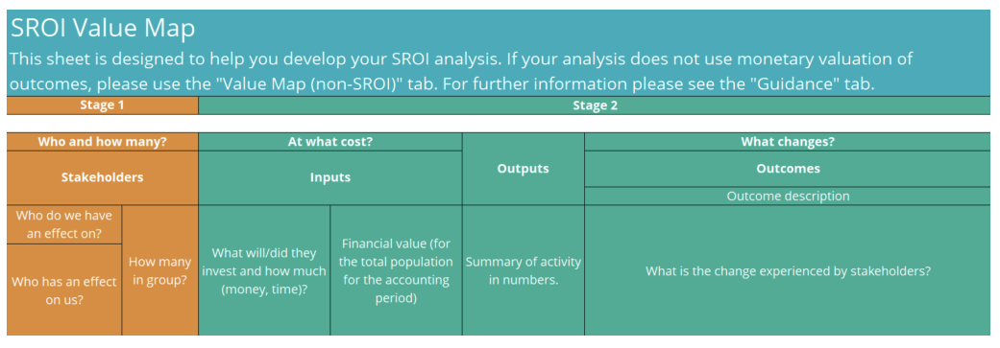 SROI Value Map
This sheet is designed to help you develop your SROI analysis. If your analysis does not use monetary valuation of
outcomes, please use the "Value Map (non-SROI)" tab. For further information please see the "Guidance" tab.
Stage 1
Stage 2
Who and how many?
At what cost?
What changes?
Stakeholders
Inputs
Outputs
Outcomes
Outcome description
Who do we have
an effect on?
Who has an effect
on us?
How many
in group?
What will/did they
invest and how much
(money, time)?
Financial value (for
the total population
for the accounting
period)
Summary of activity
in numbers.
What is the change experienced by stakeholders?